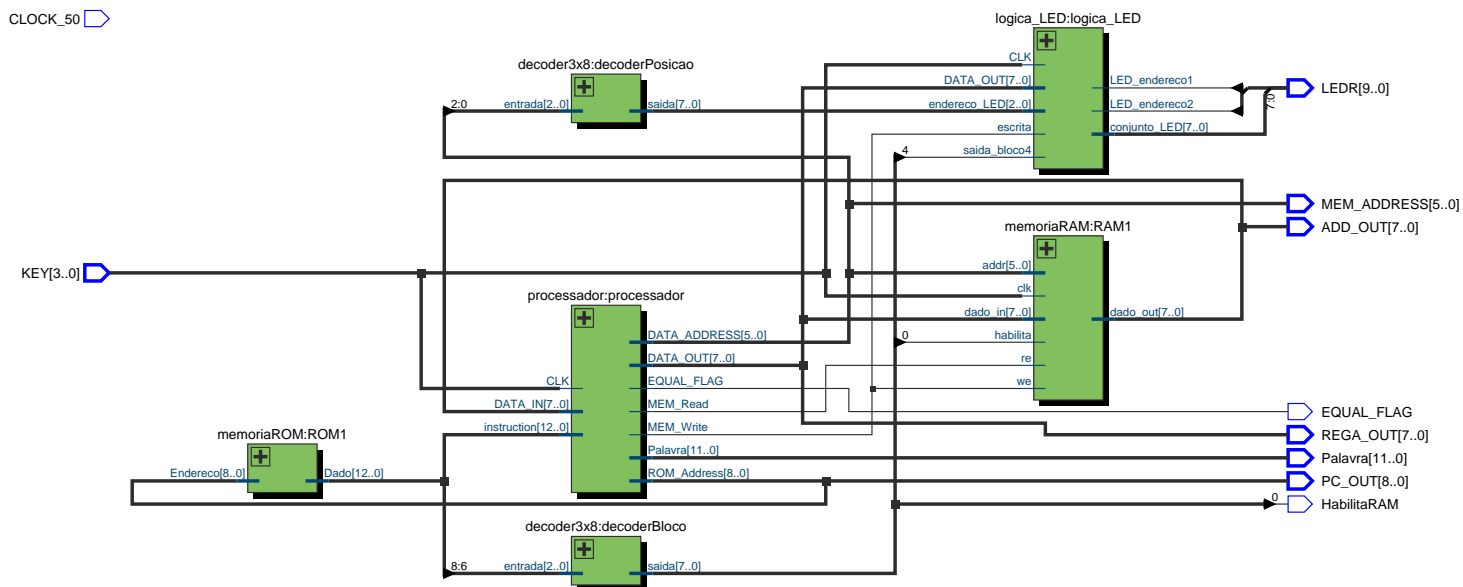 CLOCK_50
logica_LED:logica_LED
CLK
DATA_OUT[7..0]
endereco_LED[2..0]
escrita
saida_bloco4
LED_endereco1
LED_endereco2
conjunto_LED[7..0]
7:0
LEDR[9..0]
decoder3x8:decoderPosicao
2:0
entrada[2..0]
saida[7..0]
4
MEM_ADDRESS[5..0]
ADD_OUT[7..0]
memoriaRAM:RAM1
addr[5..0]
clk
dado_in[7..0]
habilita
re
we
dado_out[7..0]
0
KEY[3..0]
processador:processador
CLK
DATA_IN[7..0]
instruction[12..0]
DATA_ADDRESS[5..0]
DATA_OUT[7..0]
EQUAL_FLAG
MEM_Read
MEM_Write
Palavra[11..0]
ROM_Address[8..0]
memoriaROM:ROM1
Endereco[8..0]
Dado[12..0]
EQUAL_FLAG
REGA_OUT[7..0]
Palavra[11..0]
PC_OUT[8..0]
0
HabilitaRAM
decoder3x8:decoderBloco
8:6
entrada[2..0]
saida[7..0]